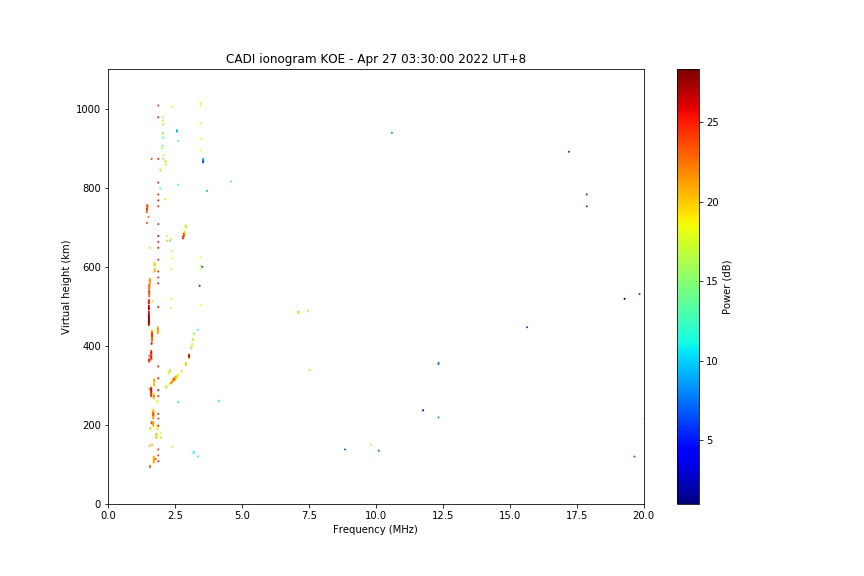 CADI ionogram KOE - Apr 27 03:30:00 2022 UT+8
1000
800
600
400
200
0
Virtual height (km)
0.0 2.5 5.0 7.5 10.0 12.5 15.0 17.5 20.0
Frequency (MHz)
25
20
15
10
5
Power (dB)